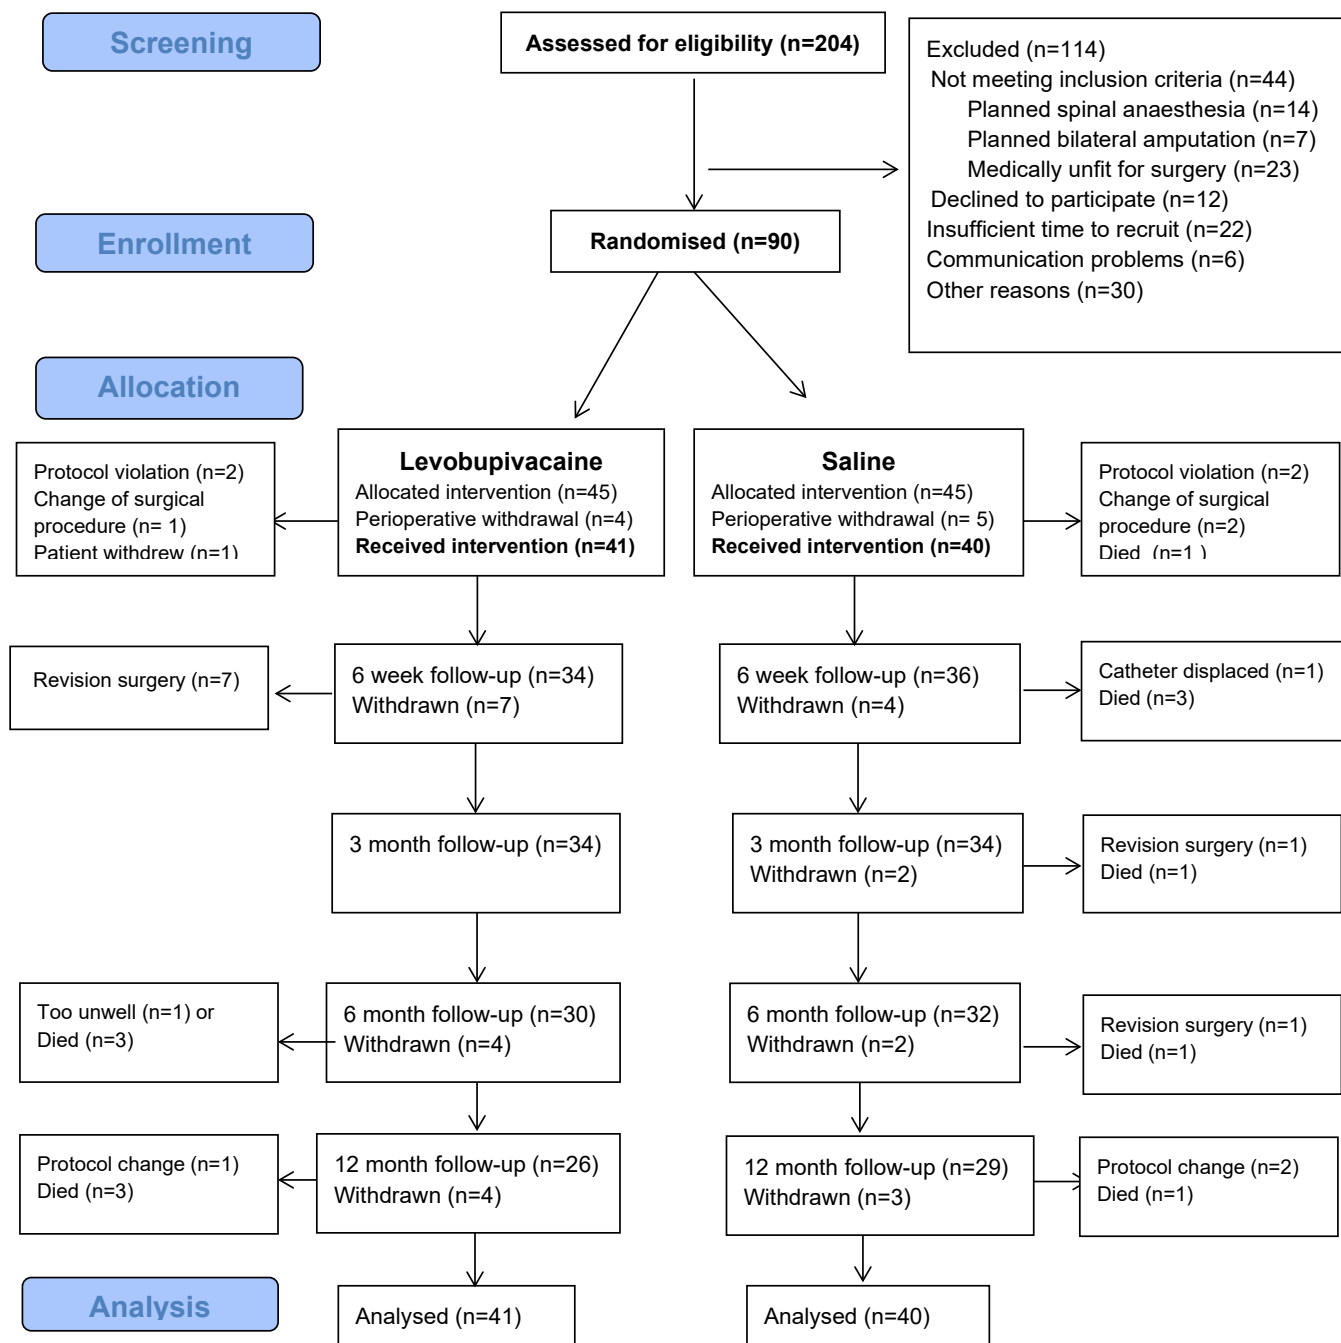 Screening
Assessed for eligibility (n=204)
Excluded (n=114)
Not meeting inclusion criteria (n=44)
Planned spinal anaesthesia (n=14)
Planned bilateral amputation (n=7)
Medically unfit for surgery (n=23)
Declined to participate (n=12)
Insufficient time to recruit (n=22)
Communication problems (n=6)
Other reasons (n=30)
Enrollment
Randomised (n=90)
Allocation
Protocol violation (n=2)
Change of surgical
procedure (n= 1)
Patient withdrew (n=1)
Levobupivacaine
Allocated intervention (n=45)
Perioperative withdrawal (n=4)
Received intervention (n=41)
Saline
Allocated intervention (n=45)
Perioperative withdrawal (n= 5)
Received intervention (n=40)
Protocol violation (n=2)
Change of surgical
procedure (n=2)
Died (n=1 )
Revision surgery (n=7)
6 week follow-up (n=34)
Withdrawn (n=7)
6 week follow-up (n=36)
Withdrawn (n=4)
Catheter displaced (n=1)
Died (n=3)
3 month follow-up (n=34)
3 month follow-up (n=34)
Withdrawn (n=2)
Revision surgery (n=1)
Died (n=1)
Too unwell (n=1) or
Died (n=3)
6 month follow-up (n=30)
Withdrawn (n=4)
6 month follow-up (n=32)
Withdrawn (n=2)
Revision surgery (n=1)
Died (n=1)
Protocol change (n=1)
Died (n=3)
12 month follow-up (n=26)
Withdrawn (n=4)
12 month follow-up (n=29)
Withdrawn (n=3)
Protocol change (n=2)
Died (n=1)
Analysis
Analysed (n=41)
Analysed (n=40)